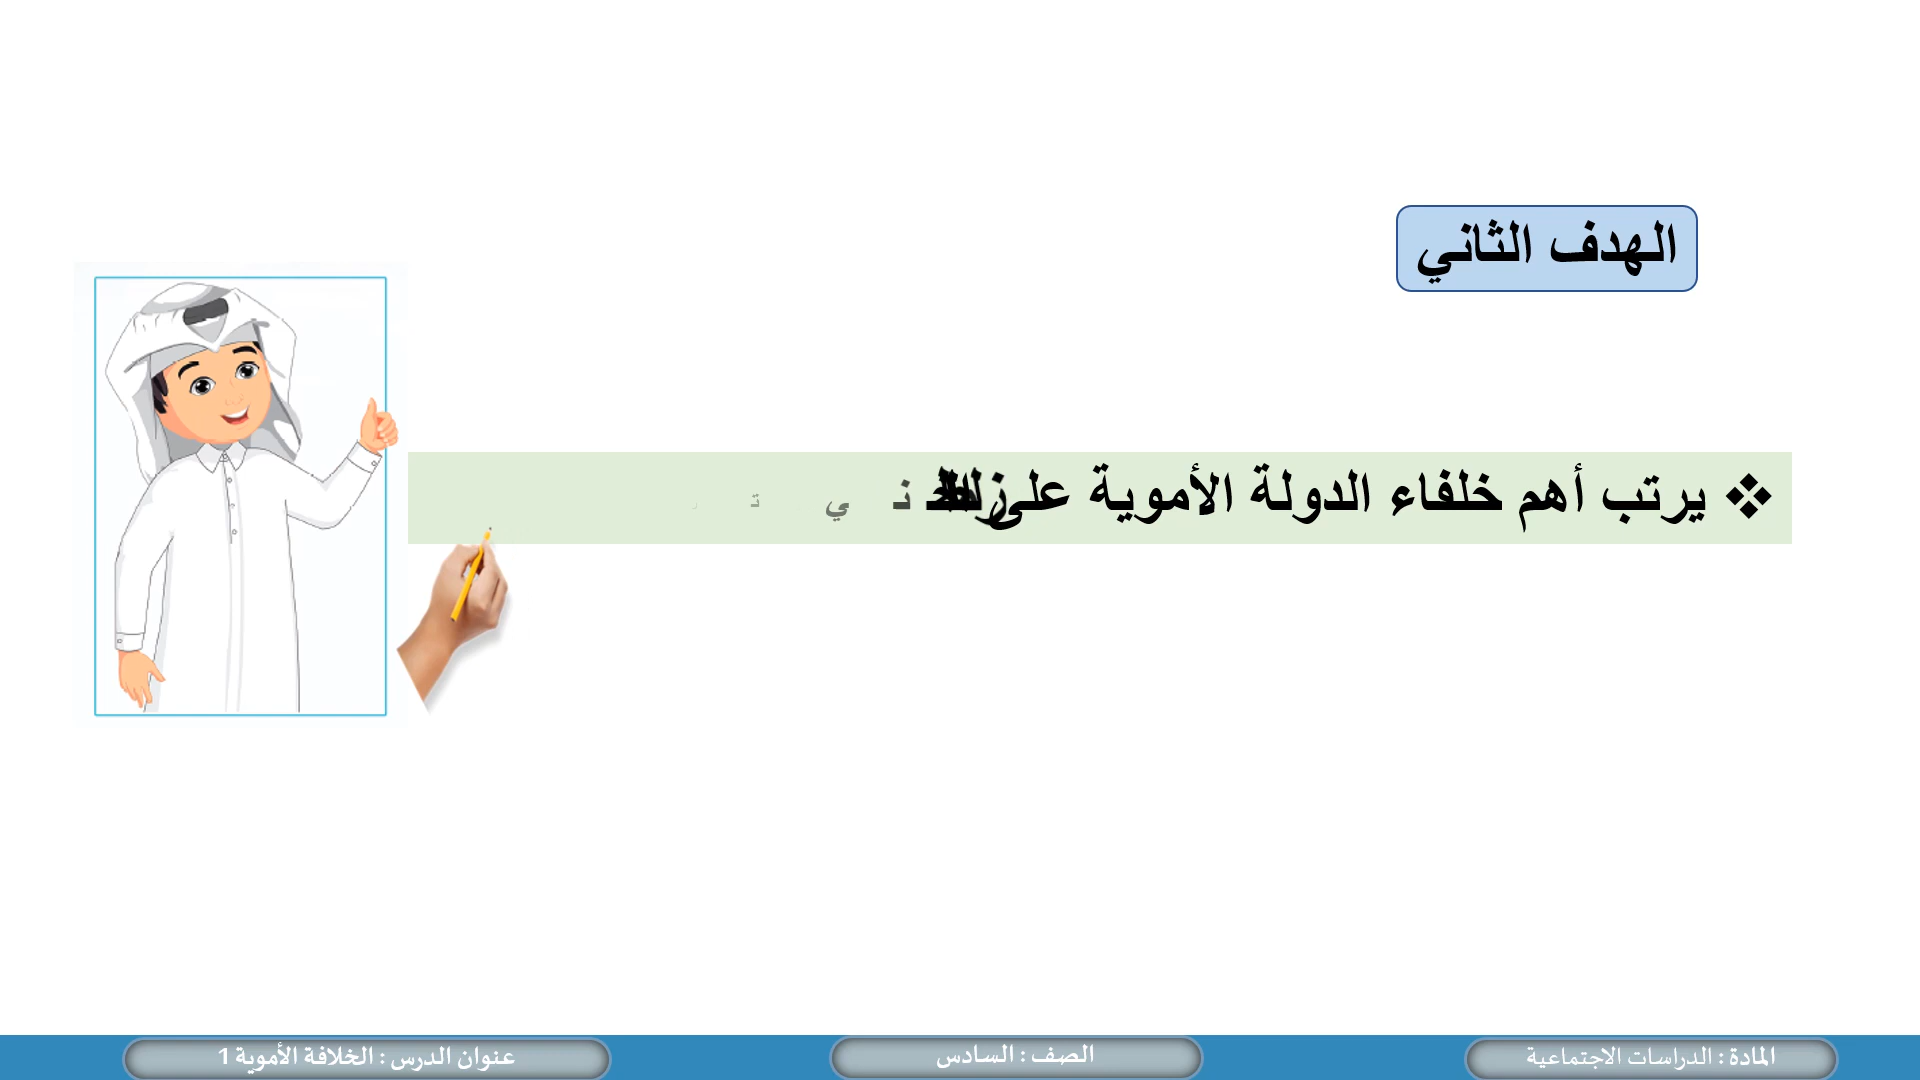 الهدف الثاني
❖ يرتب أهم خلفاء الدولة الأموية على
المادة : الدراسات الاجتماعية
الصف : السادس
عنوان الدرس : الخلافة الأموية 1